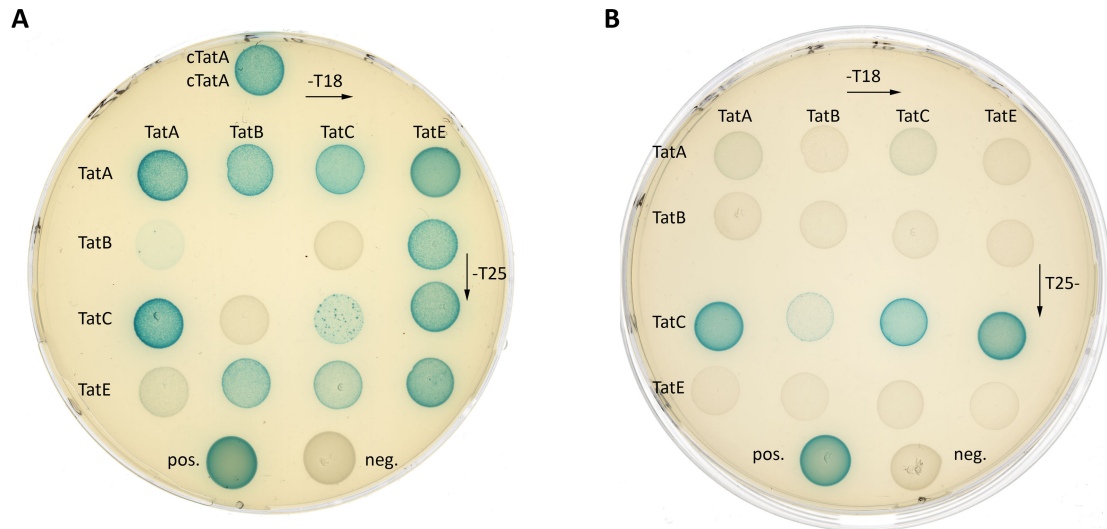 A
cTatA
cTatA
-T18
TatA TatB TatC TatE
TatA
TatB
-T25
TatC
TatE
pos. neg.
B
-T18
TatA TatB TatC TatE
TatA
TatB
T25-
TatC
TatE
pos. neg.